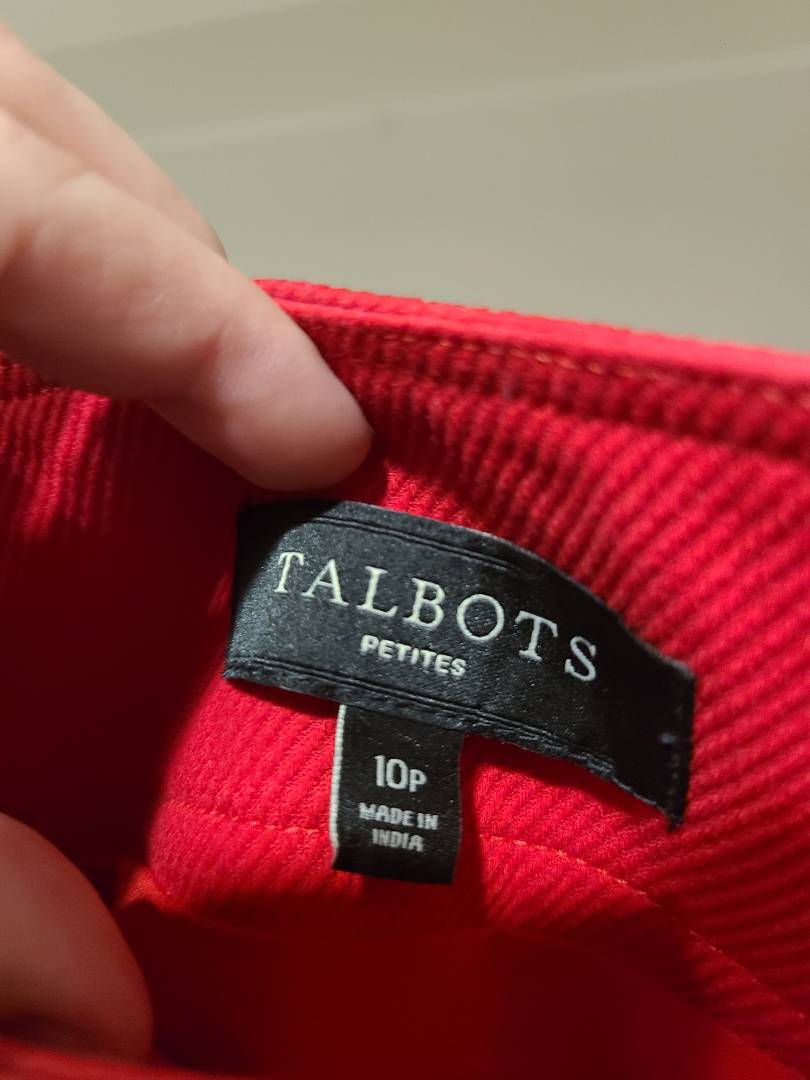 TALBOTS
PETITES
10P
MADE IN
INDIA